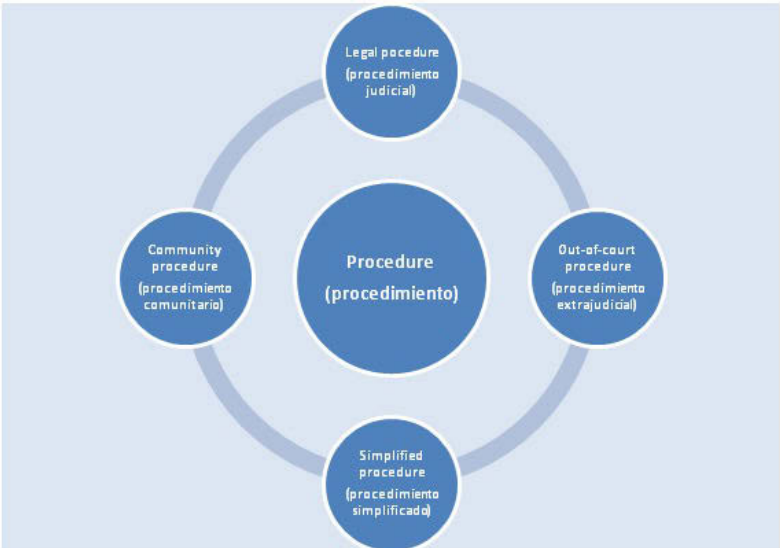 Legal pocedure
(procedimiento
judicial)
Community
procedure
(procedimiento
comunitario)
Procedure
(procedimiento)
Out-of-court
procedure
(procedimiento
extrajudicial)
Simplified
procedure
(procedimiento
simplificado)